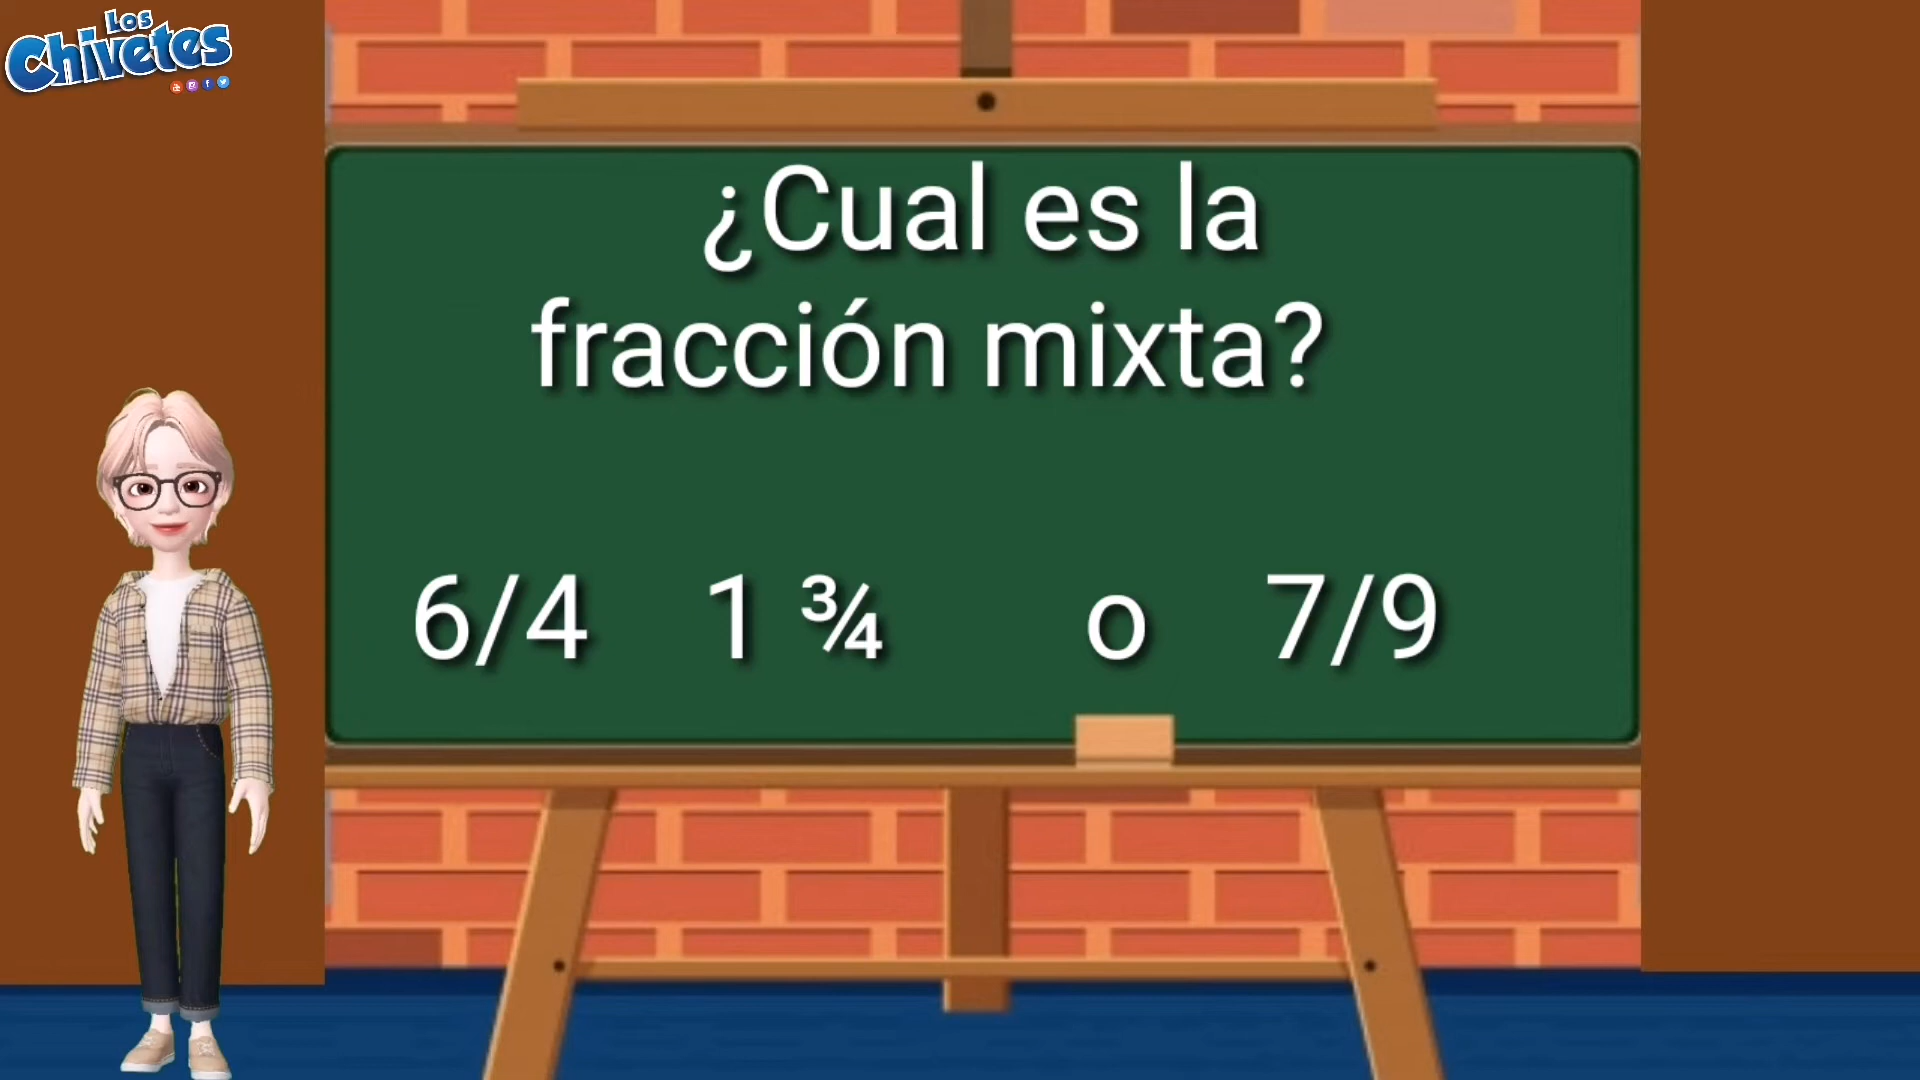 Los
Chivetes
¿Cual es la
fracción mixta?
6/4 1 ¾ o 7/9